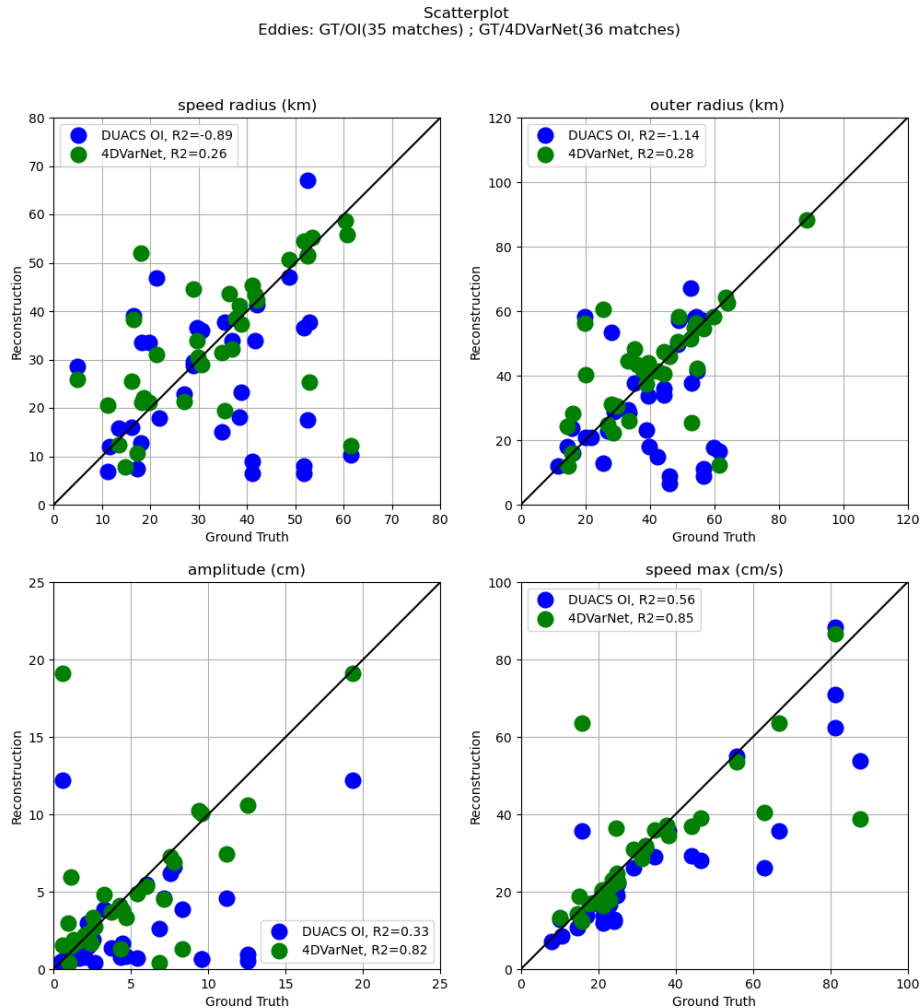 Scatterplot
Eddies: GT/OI(35 matches) ; GT/4DVarNet(36 matches)
speed radius (km)
DUACS OI, R2=-0.89
4DVarNet, R2=0.26
80
70
60
50
40
30
20
10
0
Reconstruction
0 10 20 30 40 50 60 70 80
Ground Truth
outer radius (km)
DUACS OI, R2=-1.14
4DVarNet, R2=0.28
120
100
80
60
40
20
0
Reconstruction
0 20 40 60 80 100 120
Ground Truth
amplitude (cm)
25
20
15
10
5
0
Reconstruction
DUACS OI, R2=0.33
4DVarNet, R2=0.82
0 5 10 15 20 25
Ground Truth
speed max (cm/s)
DUACS OI, R2=0.56
4DVarNet, R2=0.85
100
80
60
40
20
0
Reconstruction
0 20 40 60 80 100
Ground Truth